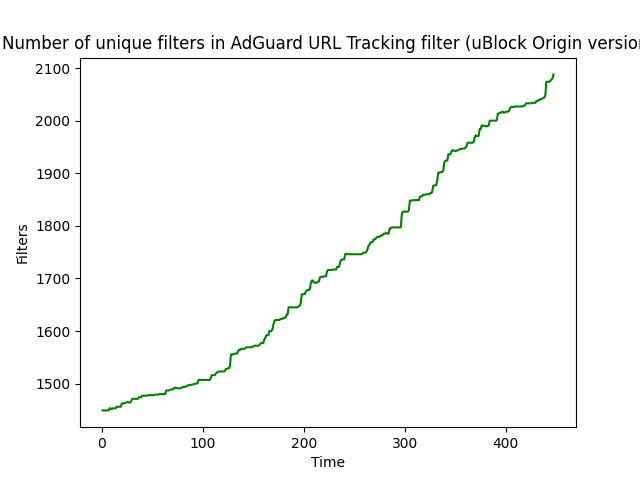 Number of unique filters in AdGuard URL Tracking filter (uBlock Origin version
2100
2000
1900
1800
1700
1600
1500
Filters
0 100 200 300 400
Time